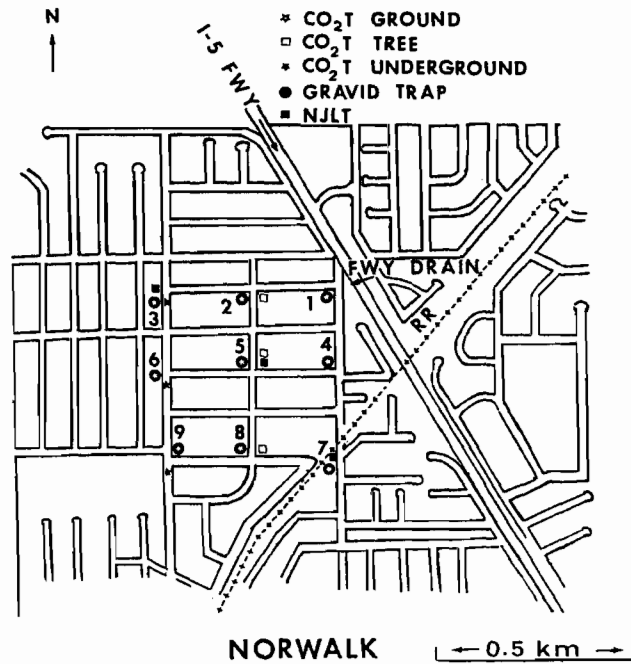 N
I-5 FWY
CO₂T GROUND
CO₂T TREE
CO₂T UNDERGROUND
GRAVID TRAP
NJLT
FWY DRAIN
RR
1
2
3
4
5
6
7
8
9
NORWALK
0.5 km